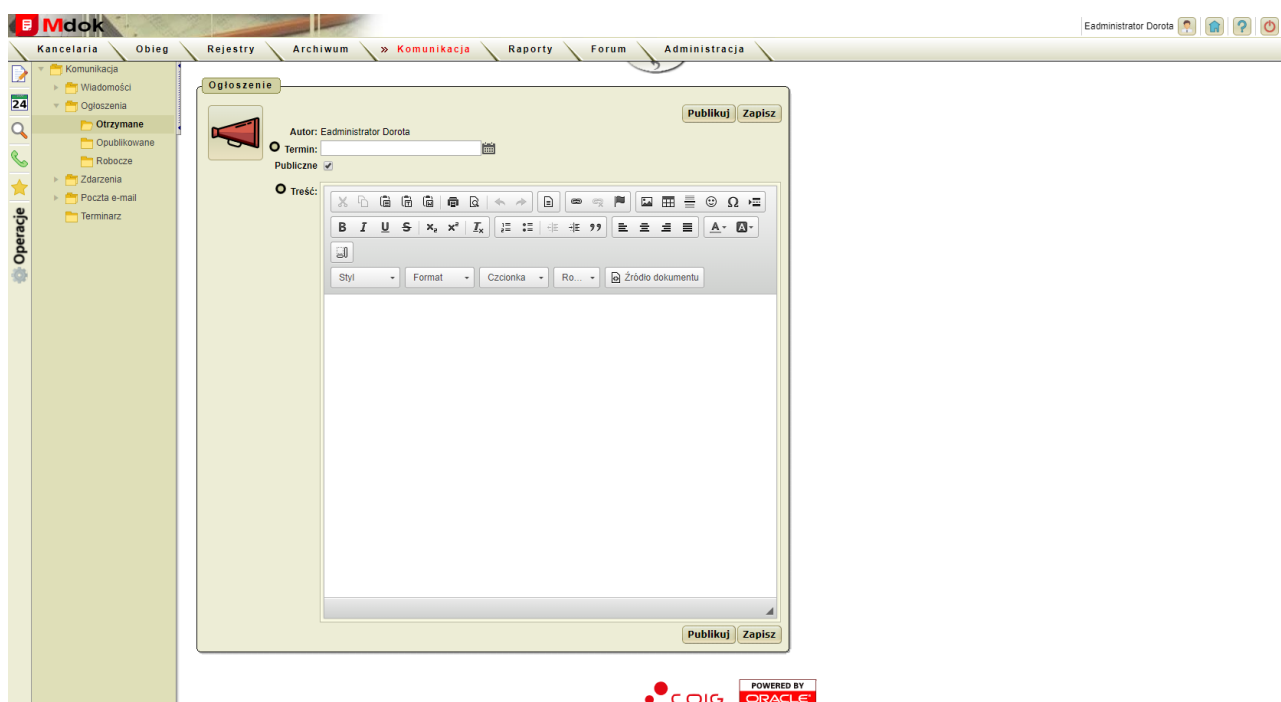 Mdok
Eadministrator Dorota
Kancelaria Obieg Rejestry Archiwum » Komunikacja Raporty Forum Administracja
Komunikacja
Wiadomości
24
Ogłoszenia
Otrzymane
Opublikowane
Robocze
Zdarzenia
Poczta e-mail
Terminarz
Operacje
Ogłoszenie
Publikuj Zapisz
Autor: Eadministrator Dorota
Termin:
Publiczne
Treść:
Styl Format Czcionka Ro... Źródło dokumentu
Publikuj Zapisz
COIG
POWERED BY
ORACLE